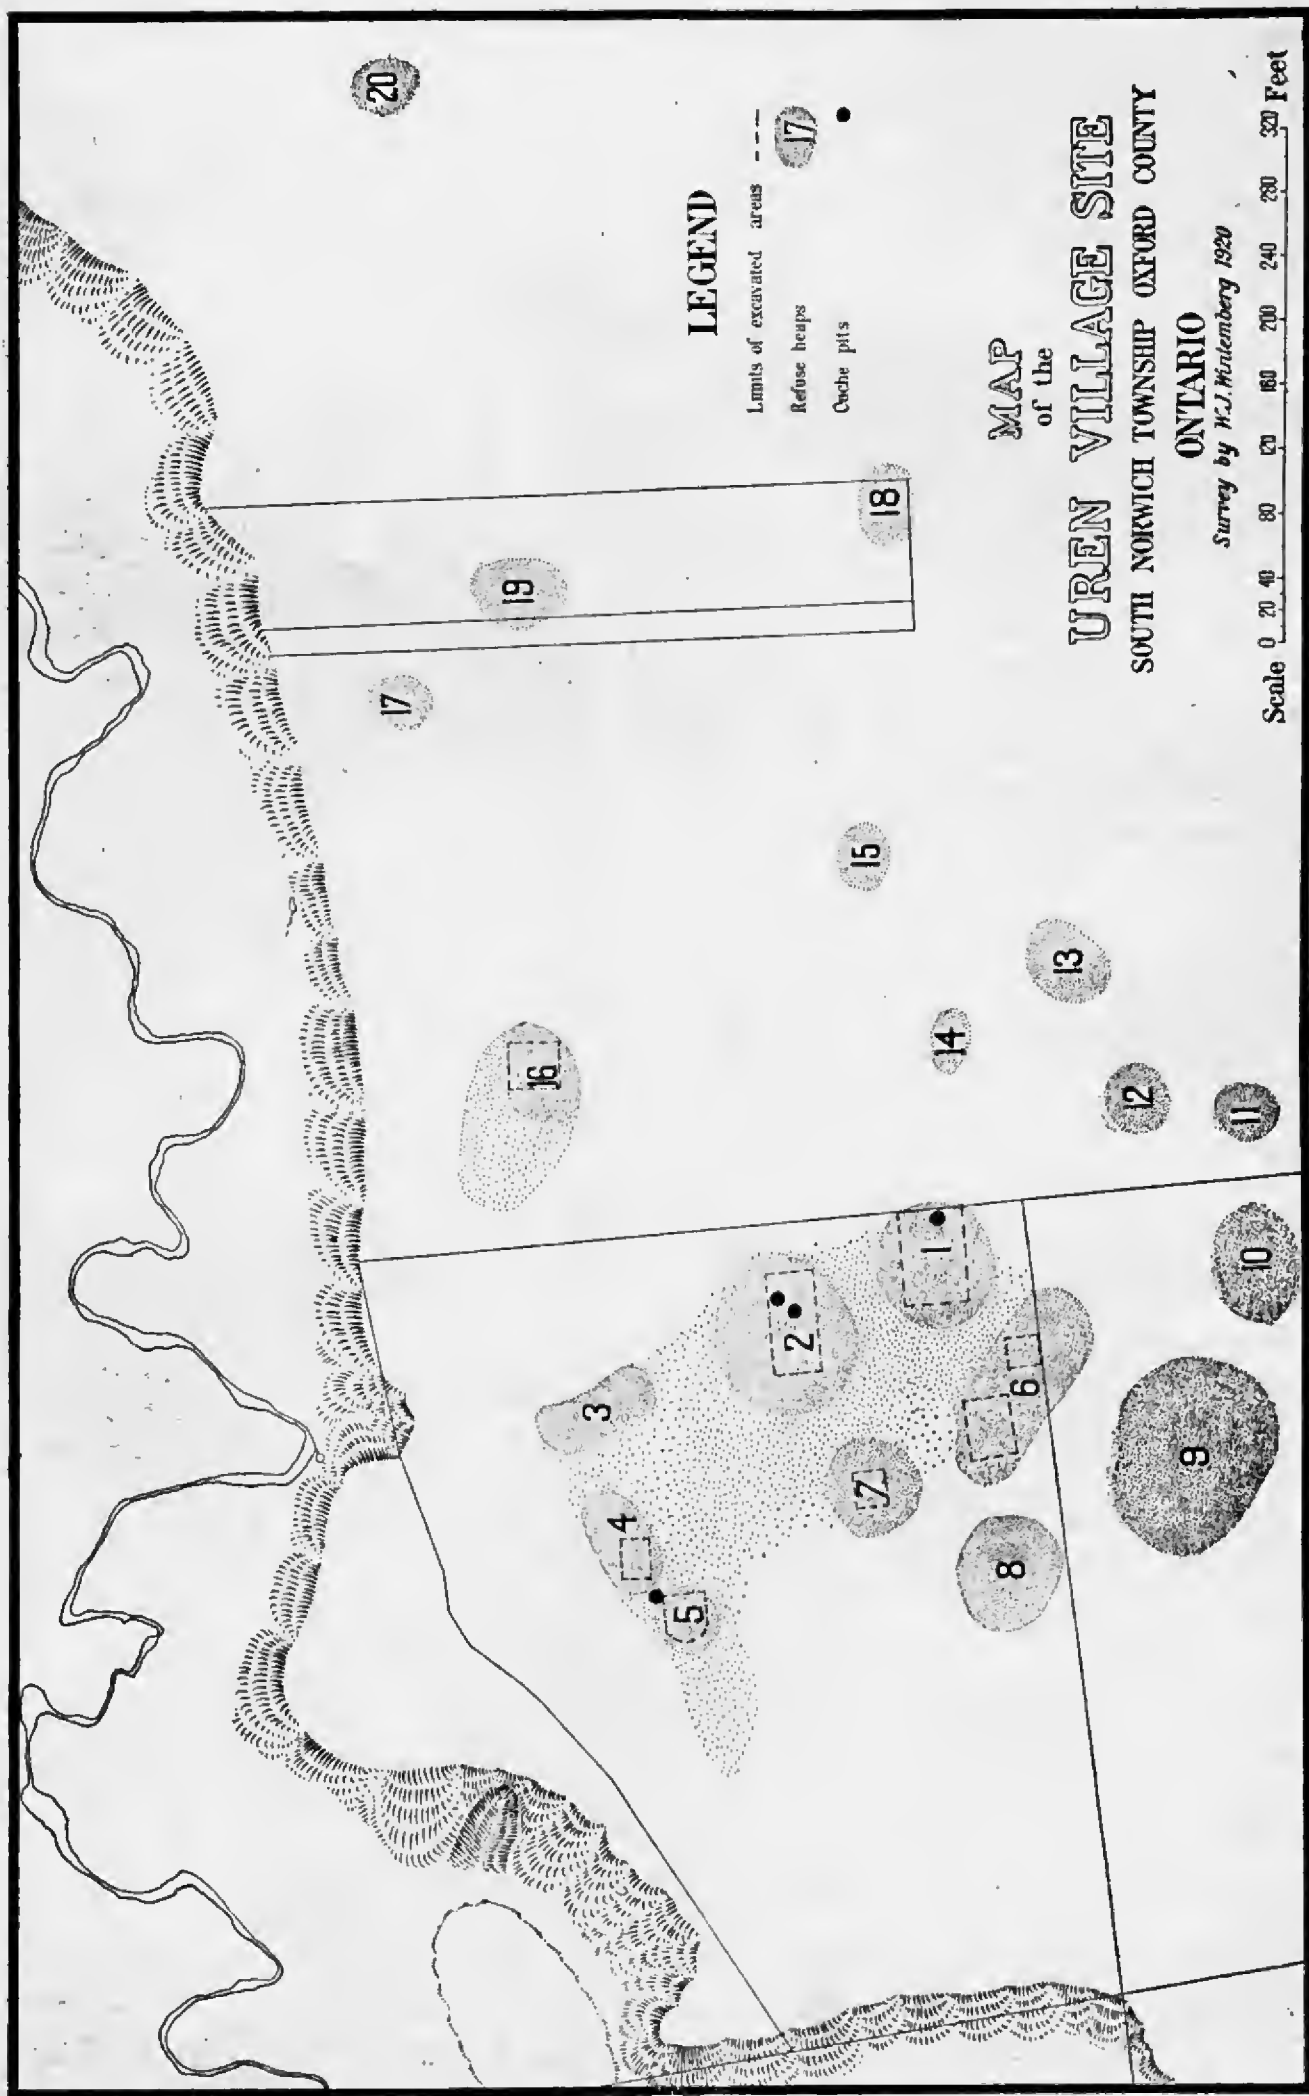 LEGEND
Limits of excavated areas
Refuse heaps 17
Cache pits
MAP
of the
UREN VILLAGE SITE
SOUTH NORWICH TOWNSHIP OXFORD COUNTY
ONTARIO
Survey by W.J. Wintemberg 1920
Scale 0 20 40 80 120 160 200 240 280 320 Feet
1
2
3
4
5
6
7
8
9
10
11
12
13
14
15
16
17
18
19
20